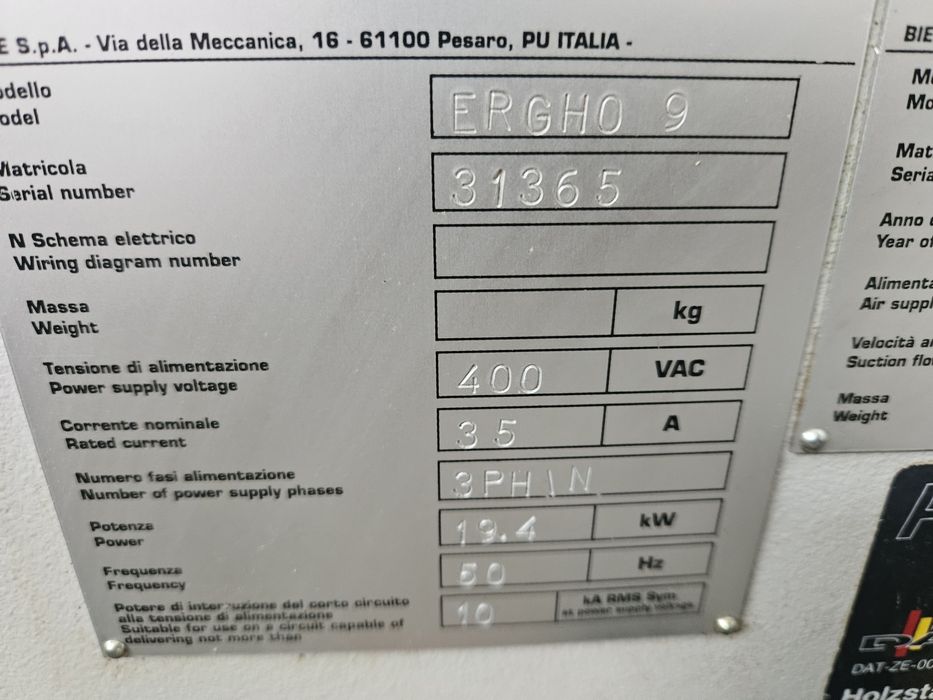 E S.p.A. - Via della Meccanica, 16 - 61100 Pesaro, PU ITALIA -
odello
odel
ERGHO 9
Matricola
Serial number
31365
N Schema elettrico
Wiring diagram number
Massa
Weight
kg
Tensione di alimentazione
Power supply voltage
400 VAC
Corrente nominale
Rated current
35 A
Numero fasi alimentazione
Number of power supply phases
3PH\N
Potenza
Power
19.4 kW
Frequenza
Frequency
50 Hz
Potere di interruzione del corto circuito
alla tensione di alimentazione
Suitable for use on a circuit capable of
delivering not more than
10 kA RMS Sym
at power supply voltage
BIE
Mo
Mat
Seria
Anno
Year of
Alimenta
Air suppl
Velocità a
Suction flo
Massa
Weight
DAT-ZE-00
Holzst